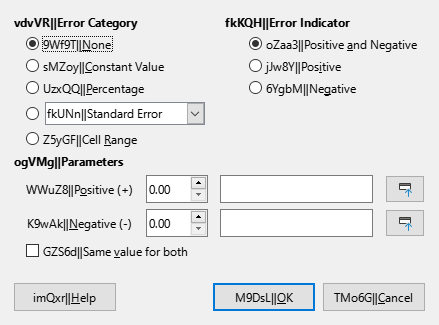 vdvVR||Error Category
9Wf9T||None
sMZoy||Constant Value
UzxQQ||Percentage
fkUNn||Standard Error
Z5yGF||Cell Range
fkKQH||Error Indicator
oZaa3||Positive and Negative
jJw8Y||Positive
6YgbM||Negative
ogVMg||Parameters
WWuZ8||Positive (+) 0.00
K9wAk||Negative (-) 0.00
GZS6d||Same value for both
imQxr||Help M9DsL||OK TMo6G||Cancel